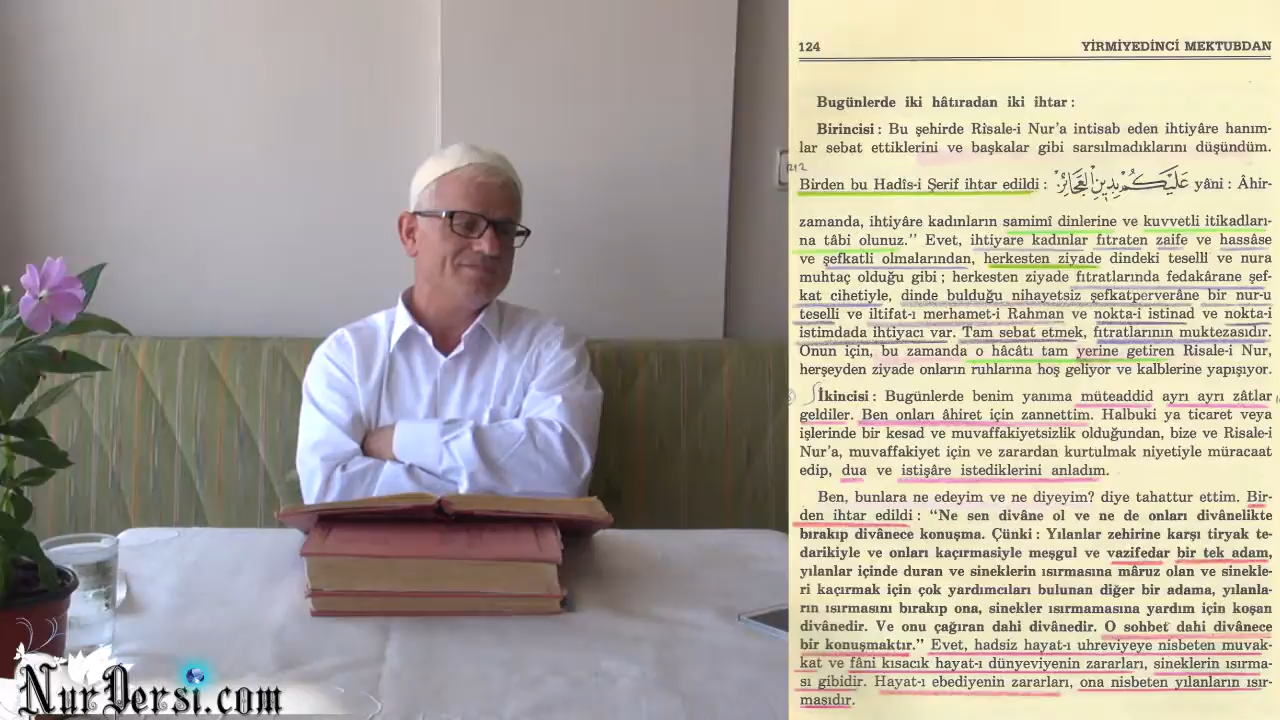 124 YİRMİYEDİNCİ MEKTUBDAN
Bugünlerde iki hâtıradan iki ihtar :
Birincisi : Bu şehirde Risale-i Nur'a intisab eden ihtiyâre hanım-
lar sebat ettiklerini ve başkalar gibi sarsılmadıklarını düşündüm.
Birden bu Hadîs-i Şerif ihtar edildi : عَلَيْكُمْ بِدِينِ الْعَجَائِزِ yâni : Âhir-
zamanda, ihtiyâre kadınların samimî dinlerine ve kuvvetli itikadları-
na tâbi olunuz." Evet, ihtiyare kadınlar fıtraten zaife ve hassâse
ve şefkatli olmalarından, herkesten ziyade dindeki tesellî ve nura
muhtaç olduğu gibi ; herkesten ziyade fıtratlarında fedakârane şef-
kat cihetiyle, dinde bulduğu nihayetsiz şefkatperverâne bir nur-u
teselli ve iltifat-ı merhamet-i Rahman ve nokta-i istinad ve nokta-i
istimdada ihtiyacı var. Tam sebat etmek, fıtratlarının muktezasıdır.
Onun için, bu zamanda o hâcâtı tam yerine getiren Risale-i Nur,
herşeyden ziyade onların ruhlarına hoş geliyor ve kalblerine yapışıyor.
İkincisi : Bugünlerde benim yanıma müteaddid ayrı ayrı zâtlar
geldiler. Ben onları âhiret için zannettim. Halbuki ya ticaret veya
işlerinde bir kesad ve muvaffakiyetsizlik olduğundan, bize ve Risale-i
Nur'a, muvaffakiyet için ve zarardan kurtulmak niyetiyle müracaat
edip, dua ve istişâre istediklerini anladım.
Ben, bunlara ne edeyim ve ne diyeyim? diye tahattur ettim. Bir-
den ihtar edildi : "Ne sen divâne ol ve ne de onları divânelikte
bırakıp divânece konuşma. Çünki : Yılanlar zehirine karşı tiryak te-
darikiyle ve onları kaçırmasiyle meşgul ve vazifedar bir tek adam,
yılanlar içinde duran ve sineklerin ısırmasına mâruz olan ve sinekle-
ri kaçırmak için çok yardımcıları bulunan diğer bir adama, yılanla-
rın ısırmasını bırakıp ona, sinekler ısırmamasına yardım için koşan
divânedir. Ve onu çağıran dahi divânedir. O sohbet dahi divânece
bir konuşmaktır." Evet, hadsiz hayat-ı uhreviyeye nisbeten muvak-
kat ve fâni kısacık hayat-ı dünyeviyenin zararları, sineklerin ısırma-
sı gibidir. Hayat-ı ebediyenin zararları, ona nisbeten yılanların ısır-
masıdır.
NurDersi.com